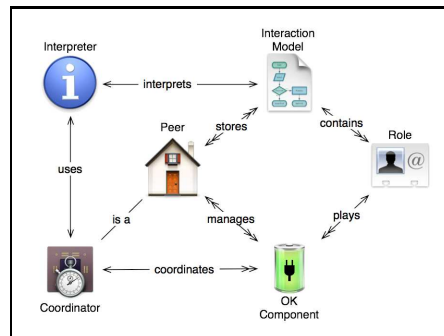 Interpreter
Interaction
Model
interprets
Peer
stores
contains
Role
@
uses
is a
manages
plays
coordinates
Coordinator
OK
Component